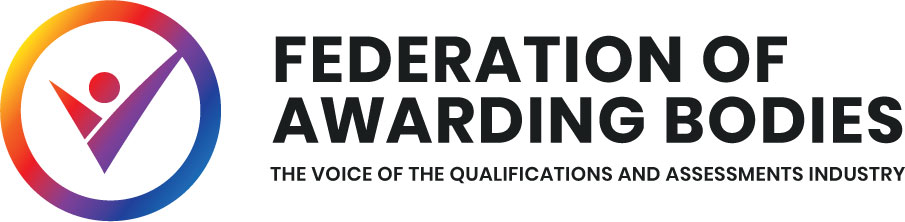 FEDERATION OF
AWARDING BODIES
THE VOICE OF THE QUALIFICATIONS AND ASSESSMENTS INDUSTRY